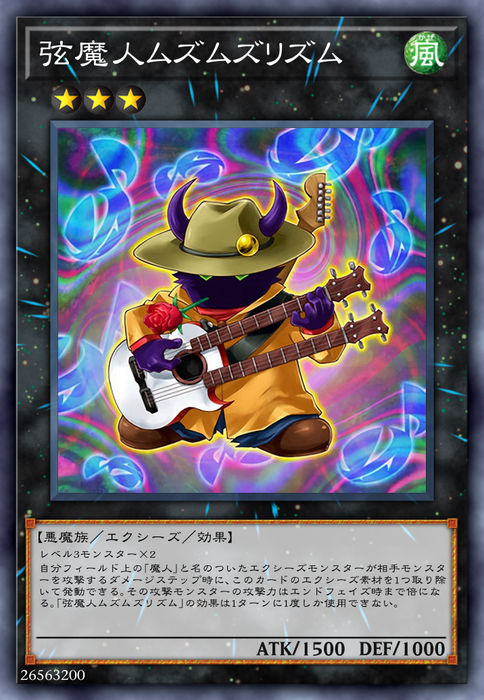 弦魔人ムズムズリズム
かぜ
風
【悪魔族／エクシーズ／効果】
レベル3モンスター×2
自分フィールド上の「魔人」と名のついたエクシーズモンスターが相手モンスタ
ーを攻撃するダメージステップ時に、このカードのエクシーズ素材を1つ取り除
いて発動できる。その攻撃モンスターの攻撃力はエンドフェイズ時まで倍にな
る。「弦魔人ムズムズリズム」の効果は1ターンに1度しか使用できない。
ATK/1500 DEF/1000
26563200